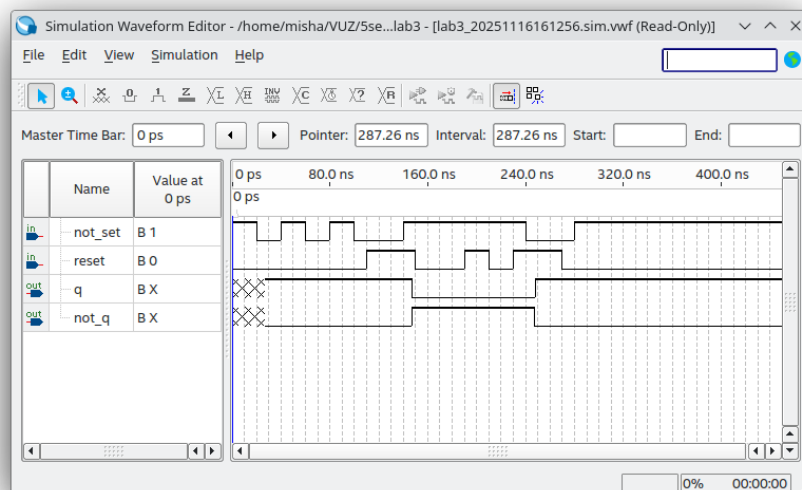 Simulation Waveform Editor - /home/misha/VUZ/5se...lab3 - [lab3_20251116161256.sim.vwf (Read-Only)]
File Edit View Simulation Help
Master Time Bar: 0 ps Pointer: 287.26 ns Interval: 287.26 ns Start: End:
Name Value at 0 ps
0 ps 80.0 ns 160.0 ns 240.0 ns 320.0 ns 400.0 ns
0 ps
in not_set B 1
in reset B 0
out q B X
out not_q B X
0% 00:00:00